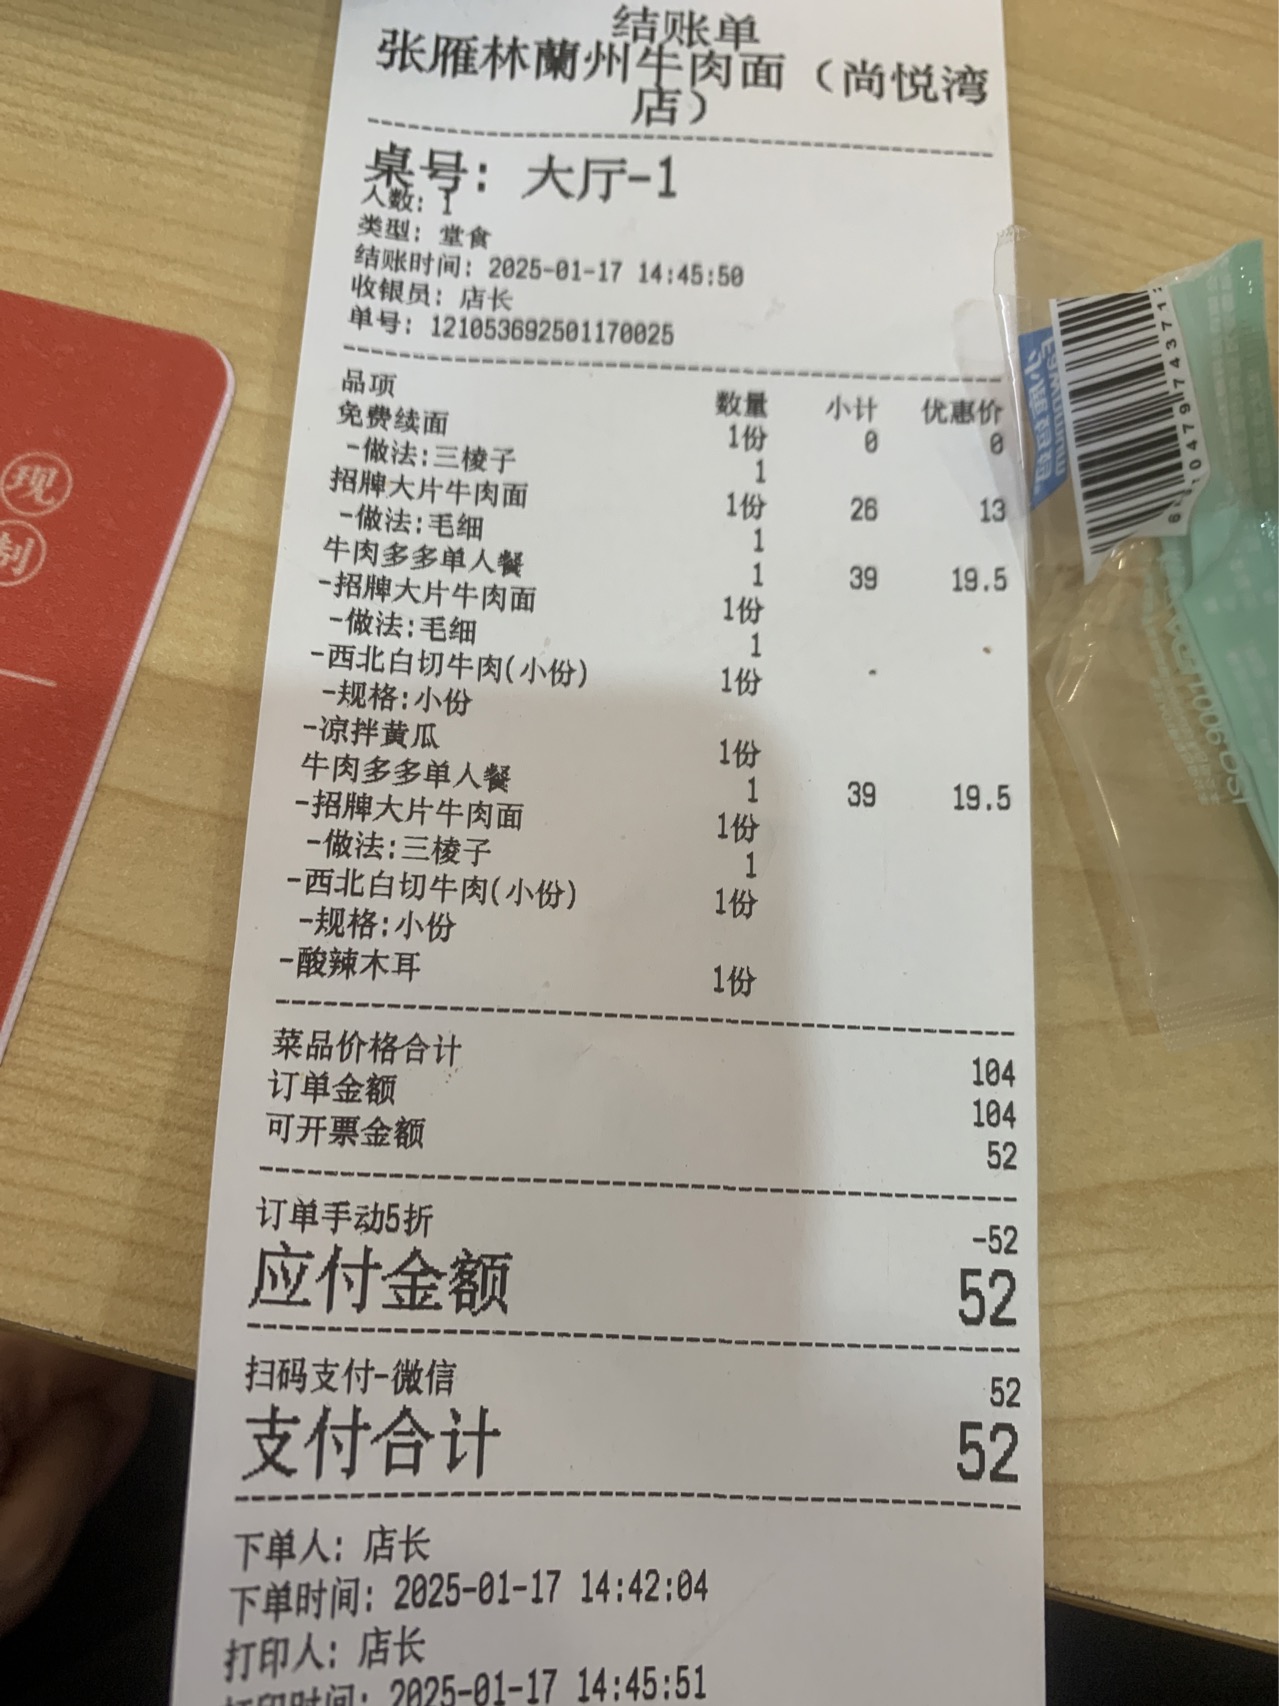 结账单
张雁林蘭州牛肉面（尚悦湾
店）
桌号: 大厅-1
人数: 1
类型: 堂食
结账时间: 2025-01-17 14:45:50
收银员: 店长
单号: 121053692501170025
品项 数量 小计 优惠价
免费续面 1份 0 0
-做法:三棱子 1
招牌大片牛肉面 1份 26 13
-做法:毛细 1
牛肉多多单人餐 1 39 19.5
-招牌大片牛肉面 1份
-做法:毛细 1
-西北白切牛肉(小份) 1份
-规格:小份
-凉拌黄瓜 1份
牛肉多多单人餐 1 39 19.5
-招牌大片牛肉面 1份
-做法:三棱子 1
-西北白切牛肉(小份) 1份
-规格:小份
-酸辣木耳 1份
菜品价格合计 104
订单金额 104
可开票金额 52
订单手动5折 -52
应付金额 52
扫码支付-微信 52
支付合计 52
下单人: 店长
下单时间: 2025-01-17 14:42:04
打印人: 店长
打印时间: 2025-01-17 14:45:51
现
制